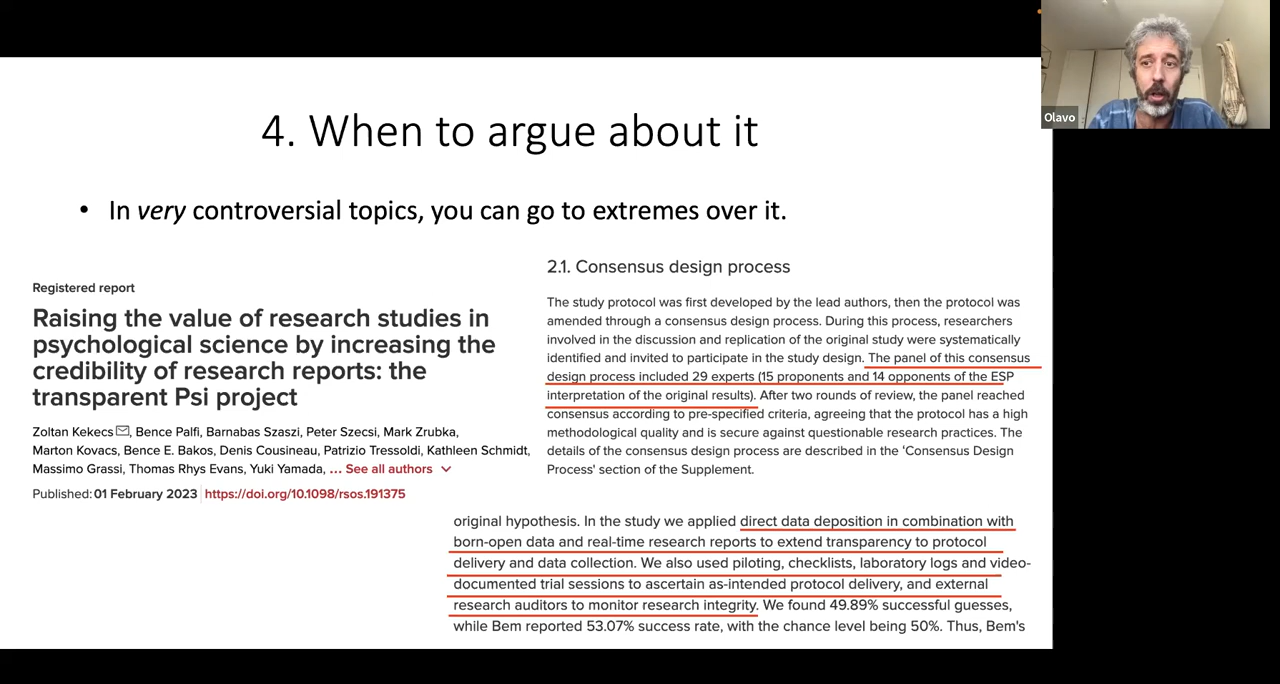 Olavo
4. When to argue about it
• In very controversial topics, you can go to extremes over it.
Registered report
Raising the value of research studies in
psychological science by increasing the
credibility of research reports: the
transparent Psi project
Zoltan Kekecs, Bence Palfi, Barnabas Szaszi, Peter Szecsi, Mark Zrubka,
Marton Kovacs, Bence E. Bakos, Denis Cousineau, Patrizio Tressoldi, Kathleen Schmidt,
Massimo Grassi, Thomas Rhys Evans, Yuki Yamada, ... See all authors
Published: 01 February 2023 https://doi.org/10.1098/rsos.191375
2.1. Consensus design process
The study protocol was first developed by the lead authors, then the protocol was
amended through a consensus design process. During this process, researchers
involved in the discussion and replication of the original study were systematically
identified and invited to participate in the study design. The panel of this consensus
design process included 29 experts (15 proponents and 14 opponents of the ESP
interpretation of the original results). After two rounds of review, the panel reached
consensus according to pre-specified criteria, agreeing that the protocol has a high
methodological quality and is secure against questionable research practices. The
details of the consensus design process are described in the 'Consensus Design
Process' section of the Supplement.
original hypothesis. In the study we applied direct data deposition in combination with
born-open data and real-time research reports to extend transparency to protocol
delivery and data collection. We also used piloting, checklists, laboratory logs and video-
documented trial sessions to ascertain as-intended protocol delivery, and external
research auditors to monitor research integrity. We found 49.89% successful guesses,
while Bem reported 53.07% success rate, with the chance level being 50%. Thus, Bem's